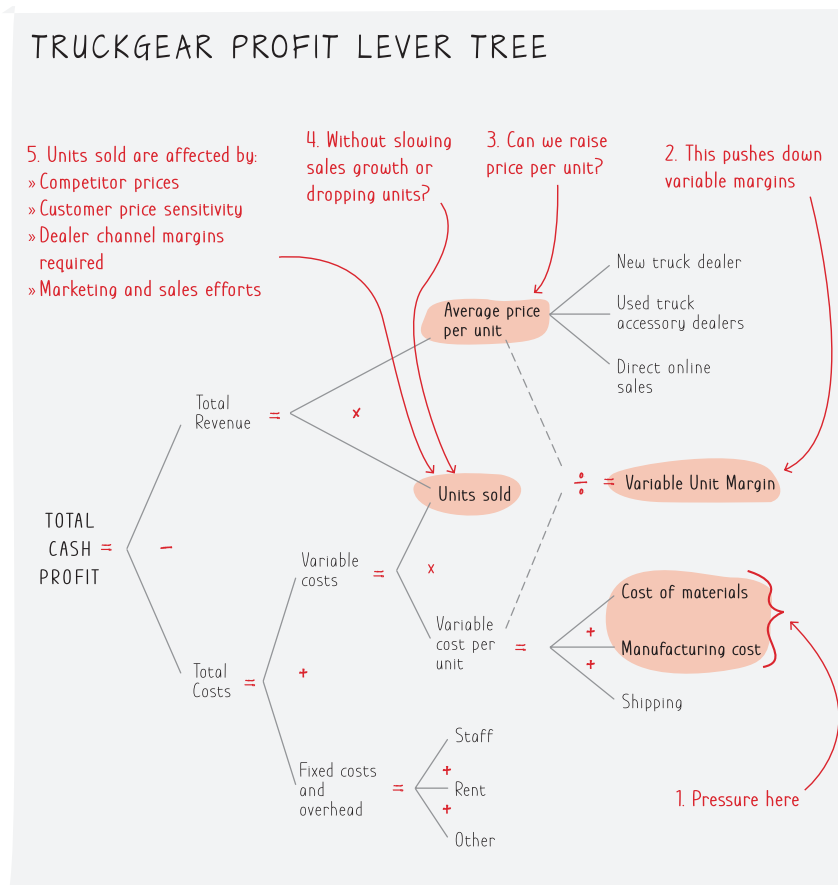 TRUCKGEAR PROFIT LEVER TREE
5. Units sold are affected by:
» Competitor prices
» Customer price sensitivity
» Dealer channel margins
required
» Marketing and sales efforts
4. Without slowing
sales growth or
dropping units?
3. Can we raise
price per unit?
2. This pushes down
variable margins
New truck dealer
Average price
per unit
Used truck
accessory dealers
Direct online
sales
Total
Revenue =
x
Units sold
÷ = Variable Unit Margin
TOTAL
CASH =
PROFIT
–
Variable
costs =
x
Variable
cost per
unit =
Cost of materials
+
Manufacturing cost
+
Shipping
Total
Costs =
+
Fixed costs
and
overhead =
Staff
+
Rent
+
Other
1. Pressure here